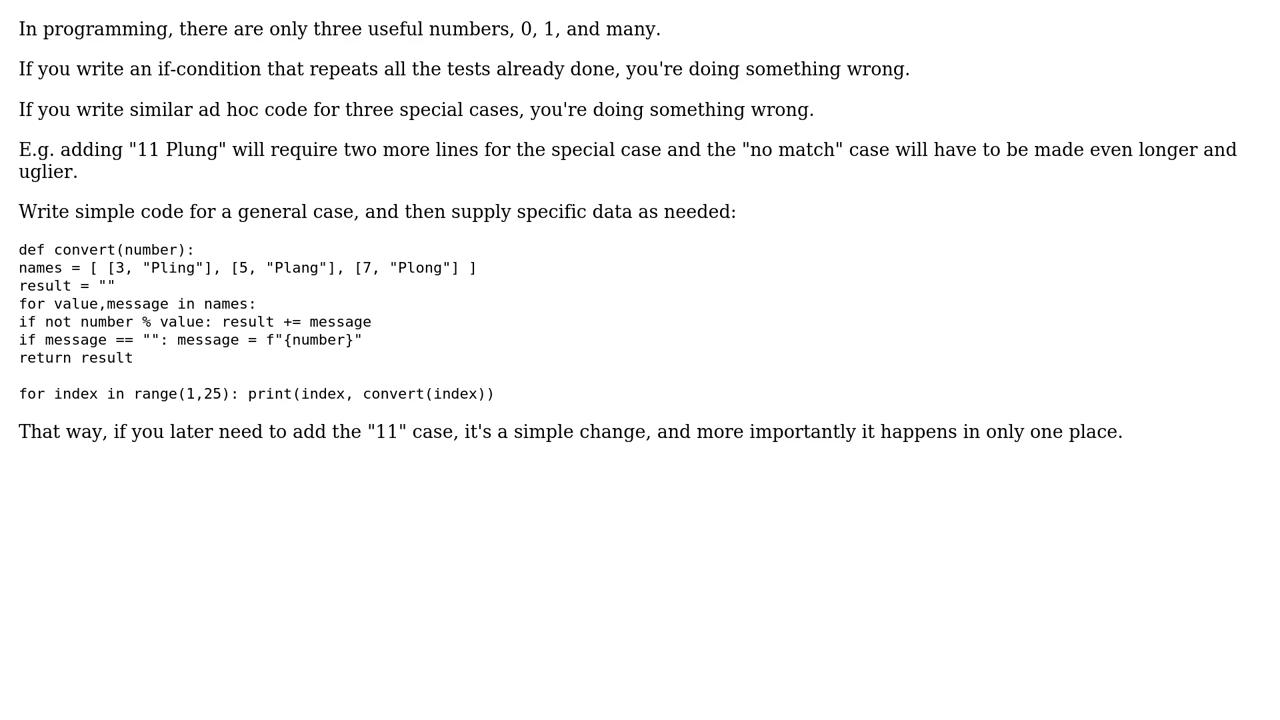 In programming, there are only three useful numbers, 0, 1, and many.
If you write an if-condition that repeats all the tests already done, you're doing something wrong.
If you write similar ad hoc code for three special cases, you're doing something wrong.
E.g. adding "11 Plung" will require two more lines for the special case and the "no match" case will have to be made even longer and
uglier.
Write simple code for a general case, and then supply specific data as needed:
def convert(number):
names = [ [3, "Pling"], [5, "Plang"], [7, "Plong"] ]
result = ""
for value,message in names:
if not number % value: result += message
if message == "": message = f"{number}"
return result
for index in range(1,25): print(index, convert(index))
That way, if you later need to add the "11" case, it's a simple change, and more importantly it happens in only one place.